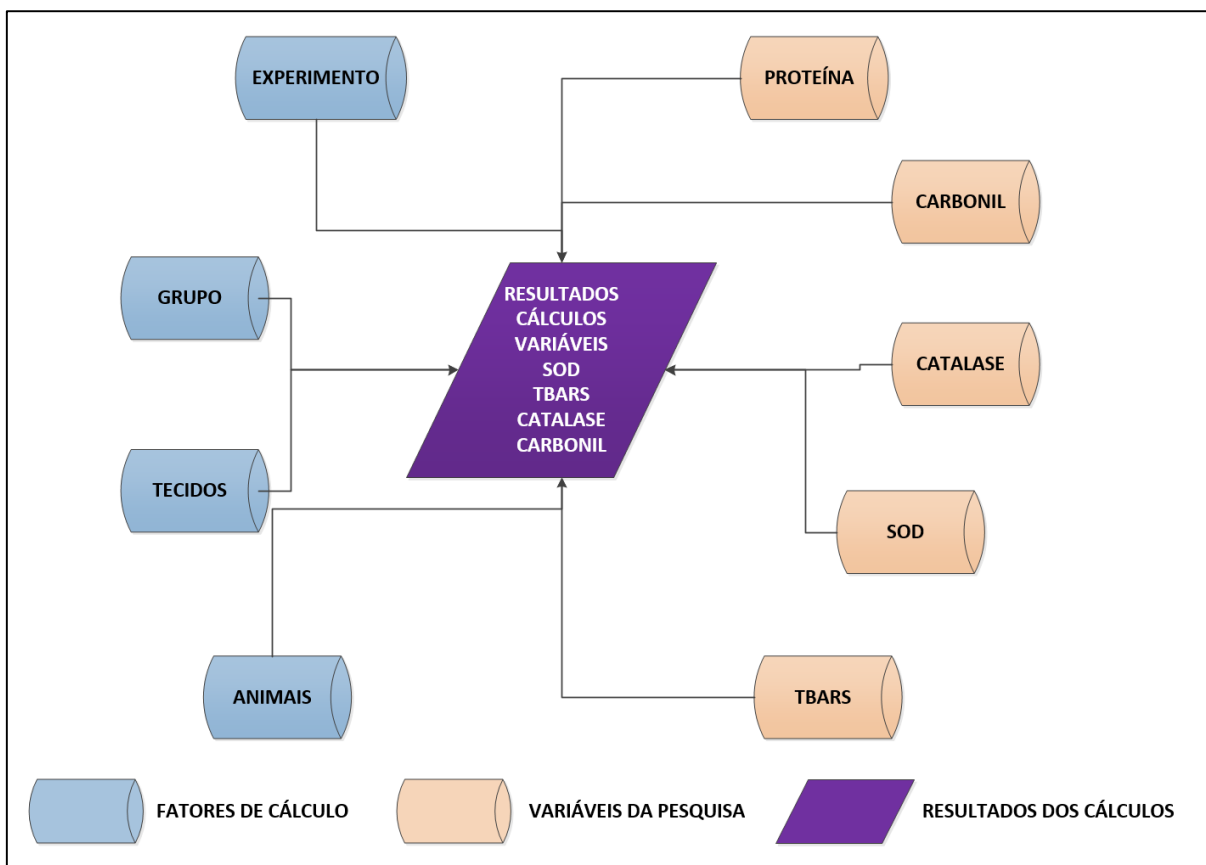 EXPERIMENTO
PROTEÍNA
CARBONIL
GRUPO
RESULTADOS
CÁLCULOS
VARIÁVEIS
SOD
TBARS
CATALASE
CARBONIL
CATALASE
TECIDOS
SOD
ANIMAIS
TBARS
FATORES DE CÁLCULO
VARIÁVEIS DA PESQUISA
RESULTADOS DOS CÁLCULOS